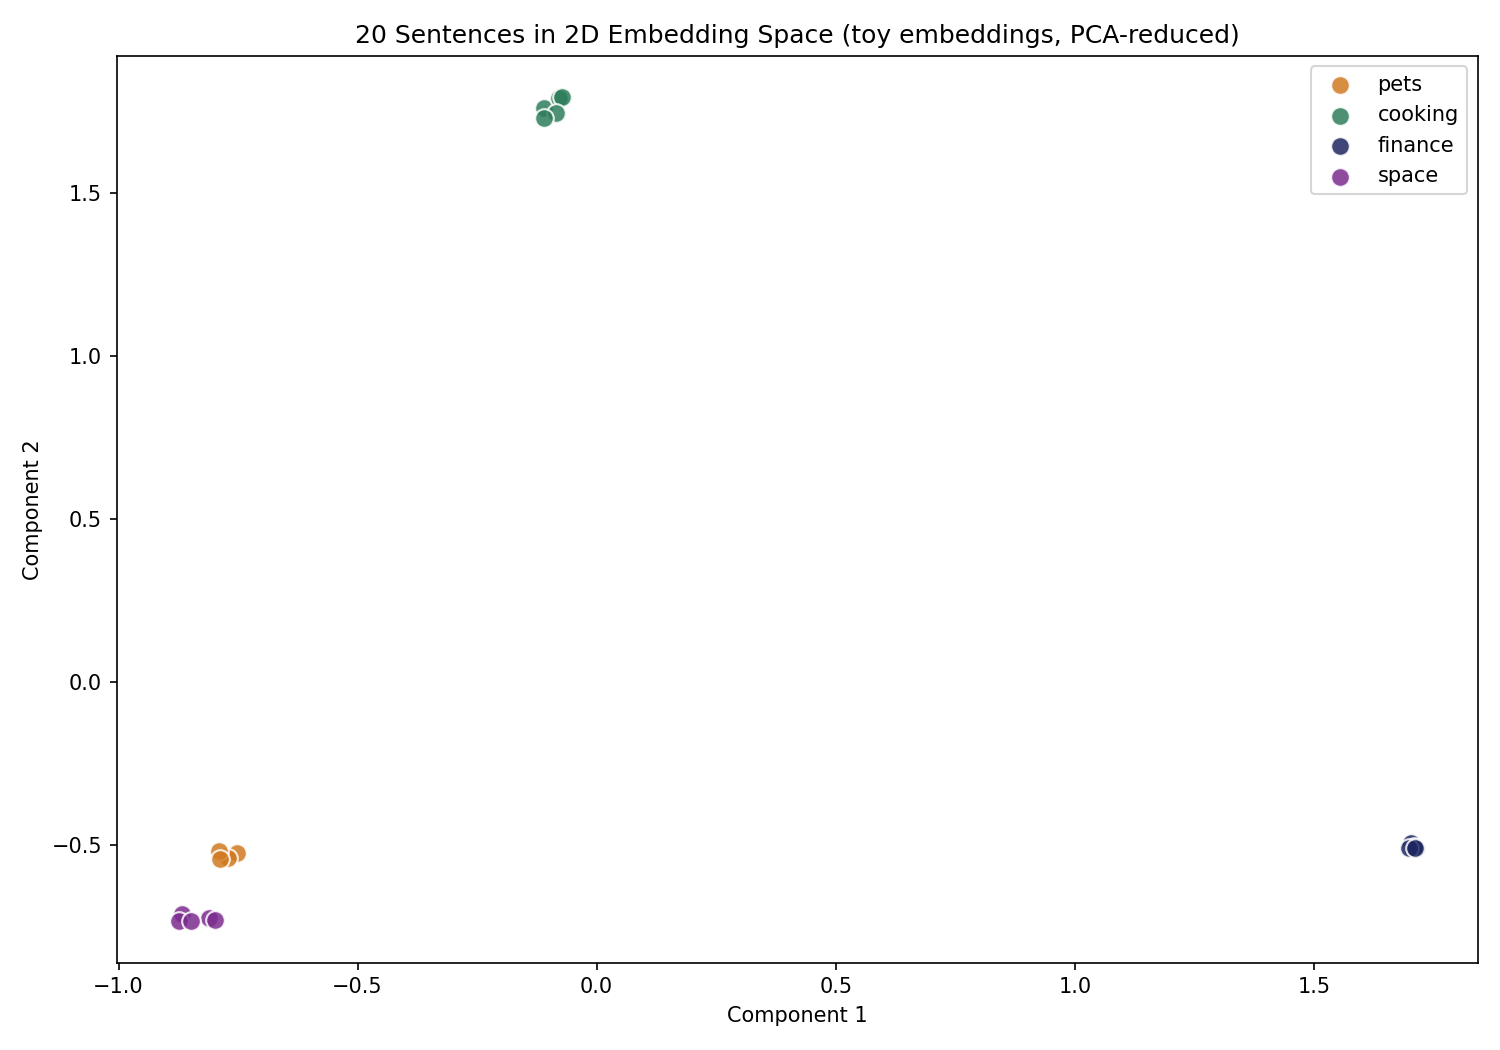 20 Sentences in 2D Embedding Space (toy embeddings, PCA-reduced)
pets
cooking
finance
space
Component 2
1.5
1.0
0.5
0.0
−0.5
−1.0
−0.5
0.0
0.5
1.0
1.5
Component 1